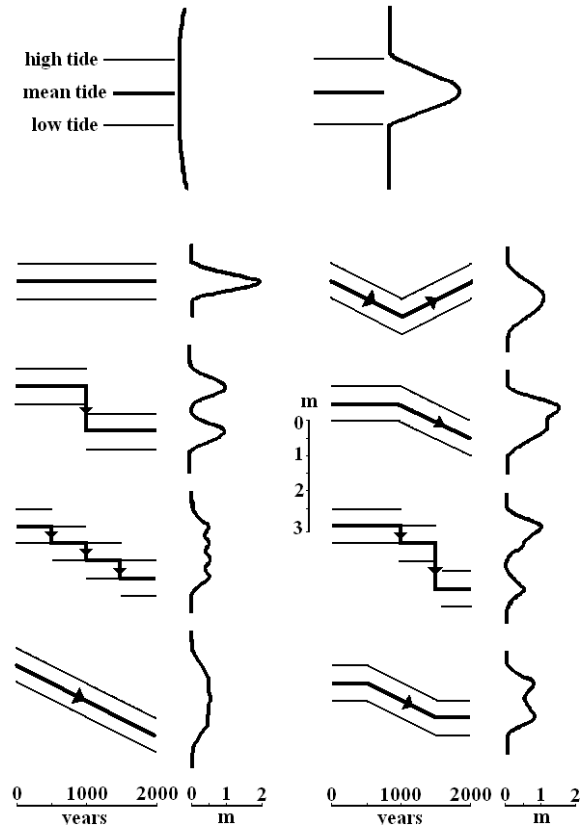 high tide
mean tide
low tide
m
0
1
2
3
0 1000 2000 0 1 2 0 1000 2000 0 1 2
years m years m